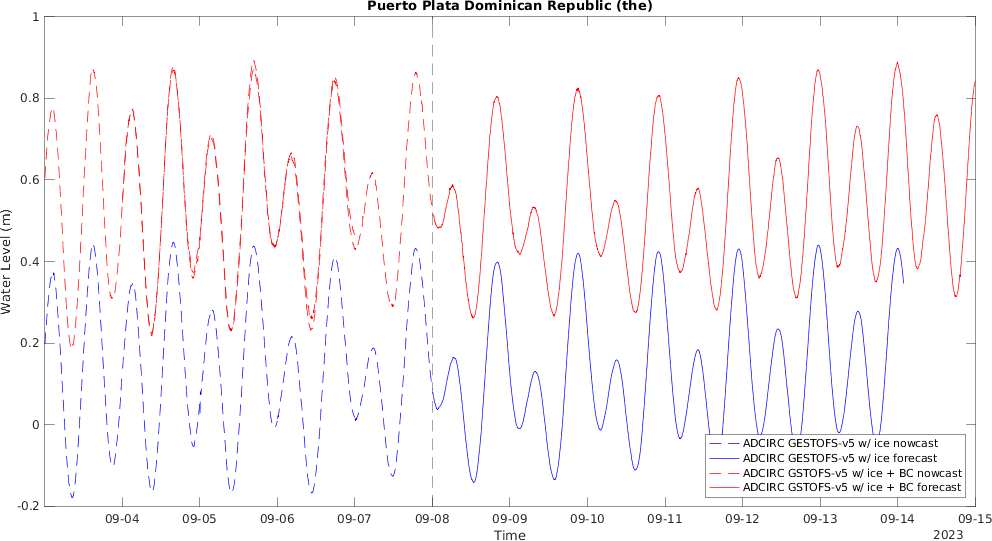 Puerto Plata Dominican Republic (the)
Water Level (m)
1
0.8
0.6
0.4
0.2
0
-0.2
ADCIRC GESTOFS-v5 w/ ice nowcast
ADCIRC GESTOFS-v5 w/ ice forecast
ADCIRC GSTOFS-v5 w/ ice + BC nowcast
ADCIRC GSTOFS-v5 w/ ice + BC forecast
09-04 09-05 09-06 09-07 09-08 09-09 09-10 09-11 09-12 09-13 09-14 09-15
Time
2023